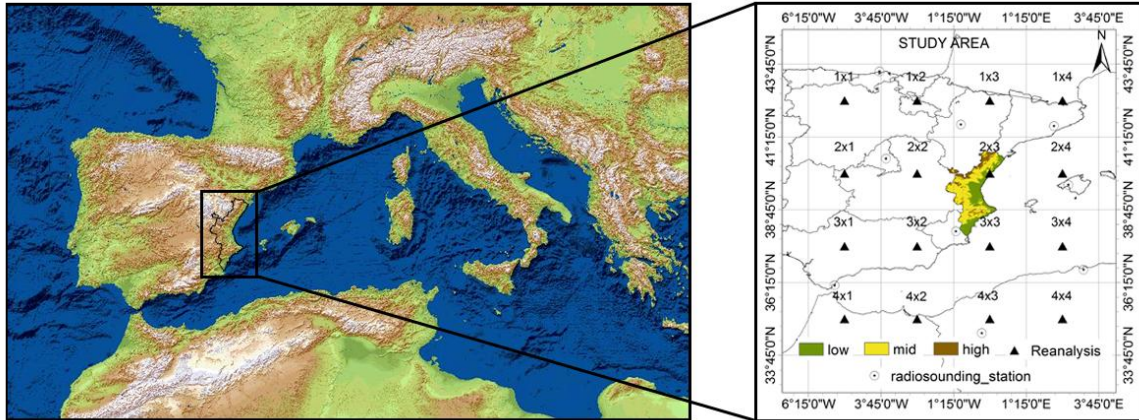 6°15'0"W 3°45'0"W 1°15'0"W 1°15'0"E 3°45'0"E
STUDY AREA
N
43°45'0"N 43°45'0"N
1x1 1x2 1x3 1x4
41°15'0"N 41°15'0"N
2x1 2x2 2x3 2x4
38°45'0"N 38°45'0"N
3x1 3x2 3x3 3x4
36°15'0"N 36°15'0"N
4x1 4x2 4x3 4x4
33°45'0"N 33°45'0"N
low mid high Reanalysis
radiosounding_station
6°15'0"W 3°45'0"W 1°15'0"W 1°15'0"E 3°45'0"E